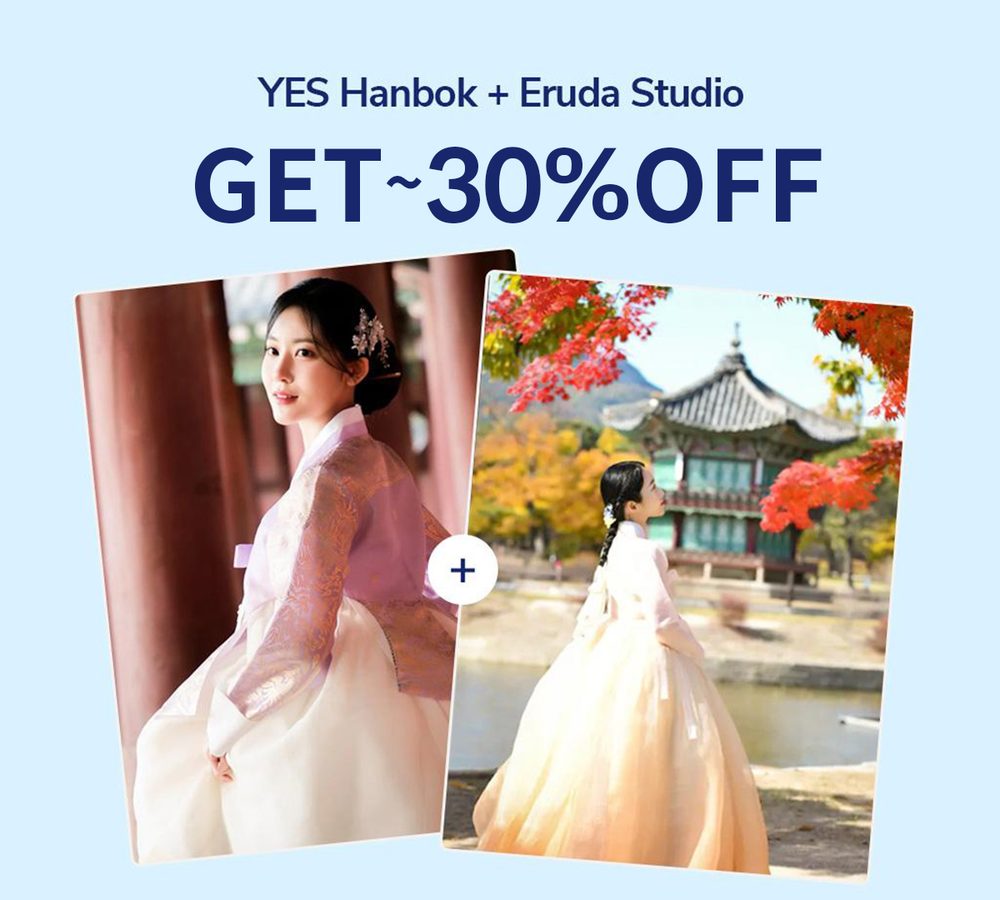 YES Hanbok + Eruda Studio
GET~30%OFF
+